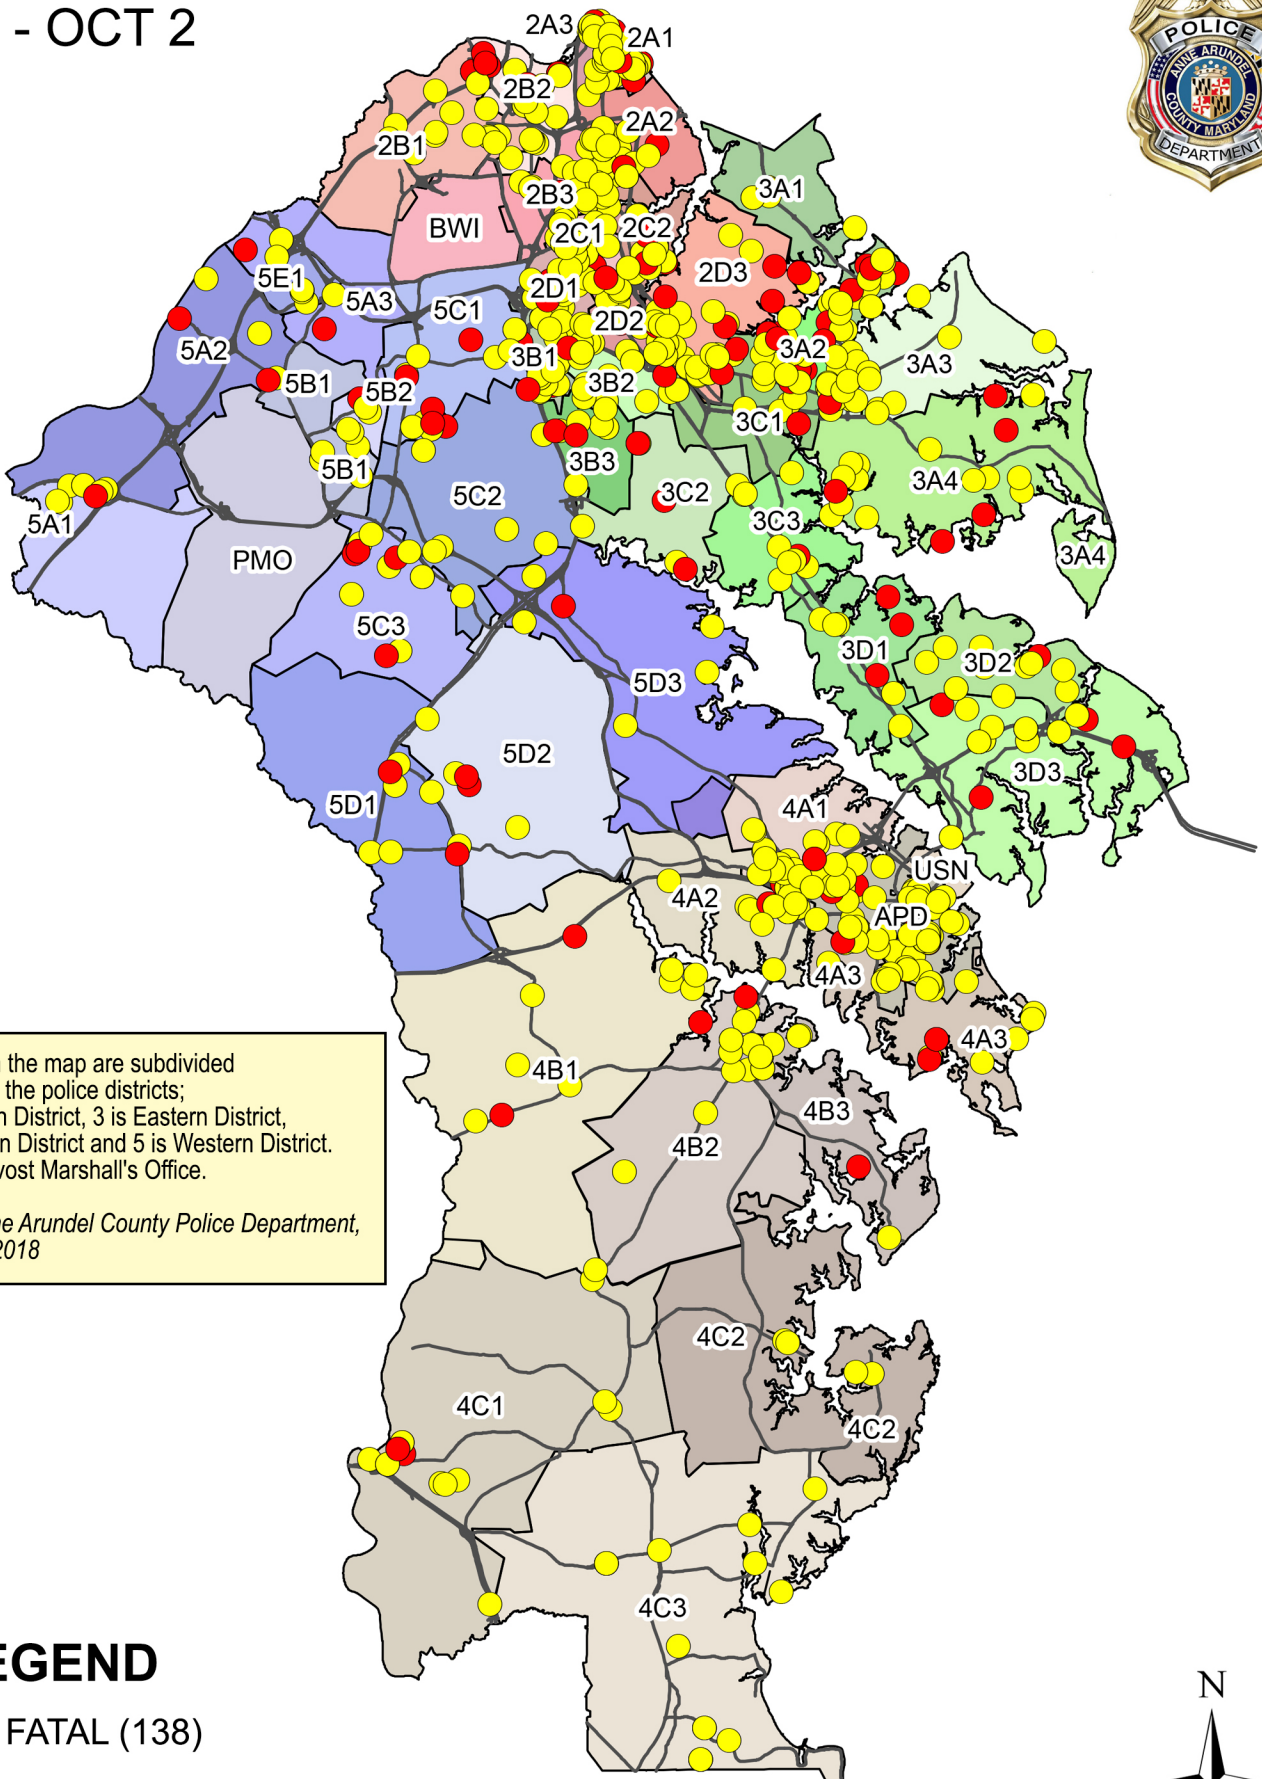 - OCT 2
POLICE
ANNE ARUNDEL
COUNTY MARYLAND
DEPARTMENT
2A3
2A1
2B2
2A2
2B1
3A1
2B3
BWI
2C1
2C2
2D3
5E1
5A3
2D1
5C1
2D2
5A2
3B1
3A2
3A3
5B1
5B2
3B2
3C1
3B3
5B1
3A4
5C2
3C2
5A1
3C3
PMO
3A4
5C3
3D1
3D2
5D3
5D2
3D3
5D1
4A1
USN
4A2
APD
4A3
4A3
4B1
4B3
4B2
4C2
4C1
4C2
4C3
the map are subdivided
the police districts;
District, 3 is Eastern District,
District and 5 is Western District.
Marshall's Office.
Arundel County Police Department,
2018
EGEND
FATAL (138)
N